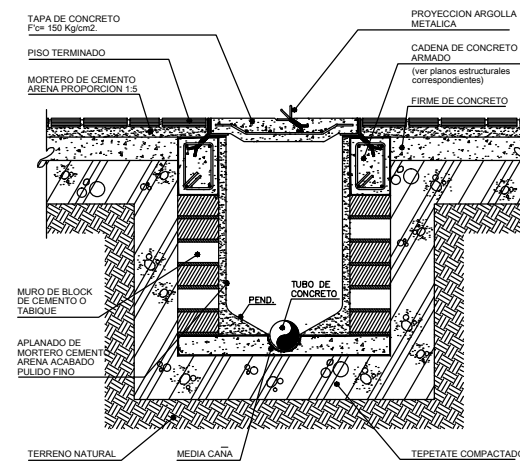 TAPA DE CONCRETO
F'c= 150 Kg/cm2.
PISO TERMINADO
MORTERO DE CEMENTO
ARENA PROPORCION 1:5
MURO DE BLOCK
DE CEMENTO O
TABIQUE
APLANADO DE
MORTERO CEMENTO
ARENA ACABADO
PULIDO FINO
TERRENO NATURAL
MEDIA CAÑA
PEND.
TUBO DE
CONCRETO
PROYECCION ARGOLLA
METALICA
CADENA DE CONCRETO
ARMADO
(ver planos estructurales
correspondientes)
FIRME DE CONCRETO
TEPETATE COMPACTADO